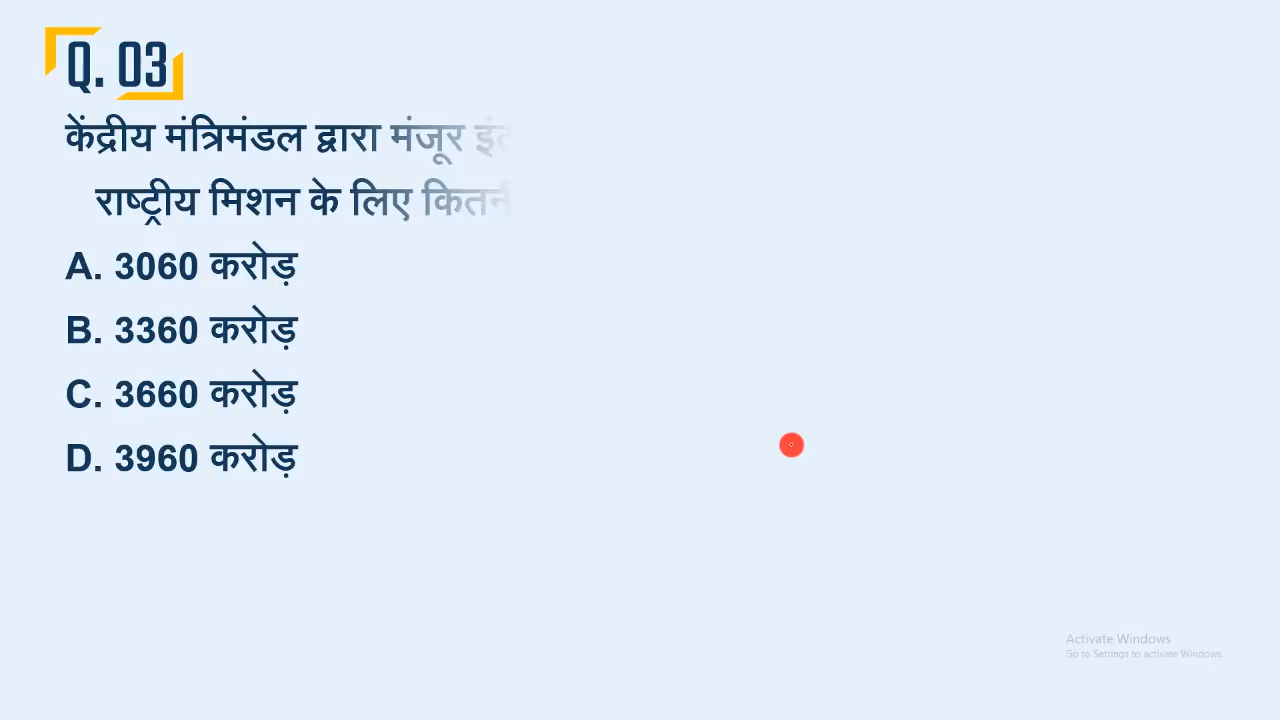 Q. 03
केंद्रीय मंत्रिमंडल द्वारा मंजूर
राष्ट्रीय मिशन के लिए
A. 3060 करोड़
B. 3360 करोड़
C. 3660 करोड़
D. 3960 करोड़
Activate Windows
Go to Settings to activate Windows.